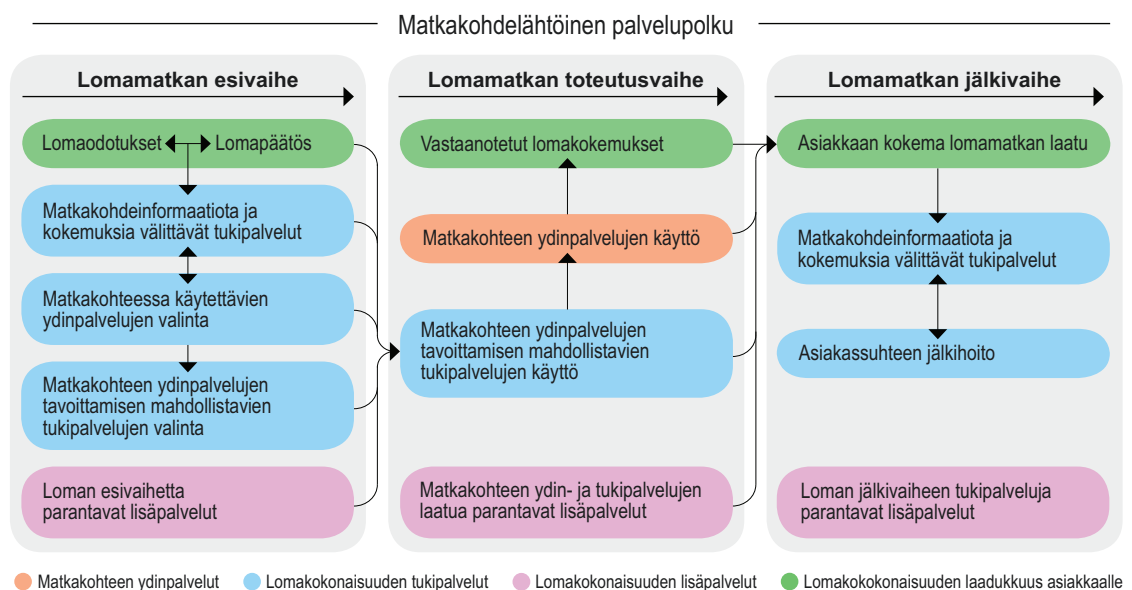 Matkakohdelähtöinen palvelupolku
Lomamatkan esivaihe
Lomaodotukset
Lomapäätös
Matkakohdeinformaatiota ja
kokemuksia välittävät tukipalvelut
Matkakohteessa käytettävien
ydinpalvelujen valinta
Matkakohteen ydinpalvelujen
tavoittamisen mahdollistavien
tukipalvelujen valinta
Loman esivaihetta
parantavat lisäpalvelut
Lomamatkan toteutusvaihe
Vastaanotetut lomakokemukset
Matkakohteen ydinpalvelujen käyttö
Matkakohteen ydinpalvelujen
tavoittamisen mahdollistavien
tukipalvelujen käyttö
Matkakohteen ydin- ja tukipalvelujen
laatua parantavat lisäpalvelut
Lomamatkan jälkivaihe
Asiakkaan kokema lomamatkan laatu
Matkakohdeinformaatiota ja
kokemuksia välittävät tukipalvelut
Asiakassuhteen jälkihoito
Loman jälkivaiheen tukipalveluja
parantavat lisäpalvelut
Matkakohteen ydinpalvelut
Lomakokonaisuuden tukipalvelut
Lomakokonaisuuden lisäpalvelut
Lomakokokonaisuuden laadukkuus asiakkaalle